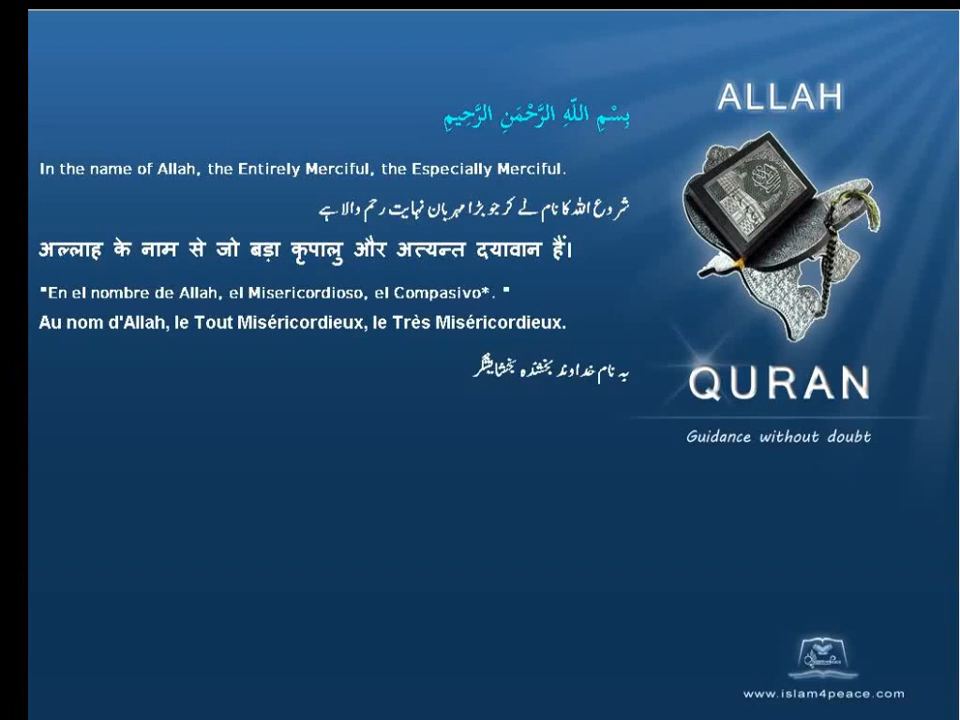 بِسْمِ اللّهِ الرَّحْمَنِ الرَّحِيمِ
In the name of Allah, the Entirely Merciful, the Especially Merciful.
شروع اللہ کا نام لے کر جو بڑا مہربان نہایت رحم والا ہے
अल्लाह के नाम से जो बड़ा कृपालु और अत्यन्त दयावान हैं।
"En el nombre de Allah, el Misericordioso, el Compasivo*. "
Au nom d'Allah, le Tout Miséricordieux, le Très Miséricordieux.
به نام خداوند بخشنده بخشایشگر
ALLAH
QURAN
Guidance without doubt
www.islam4peace.com